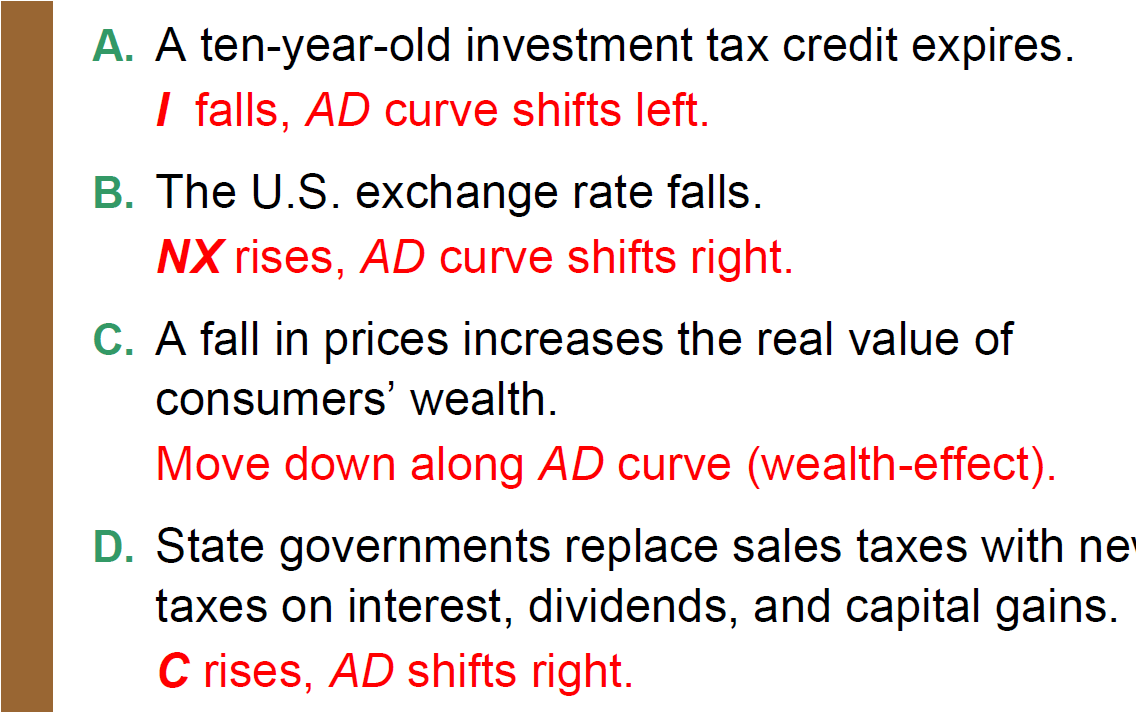 A. A ten-year-old investment tax credit expires.
I falls, AD curve shifts left.
B. The U.S. exchange rate falls.
NX rises, AD curve shifts right.
C. A fall in prices increases the real value of
consumers’ wealth.
Move down along AD curve (wealth-effect).
D. State governments replace sales taxes with
taxes on interest, dividends, and capital gains.
C rises, AD shifts right.